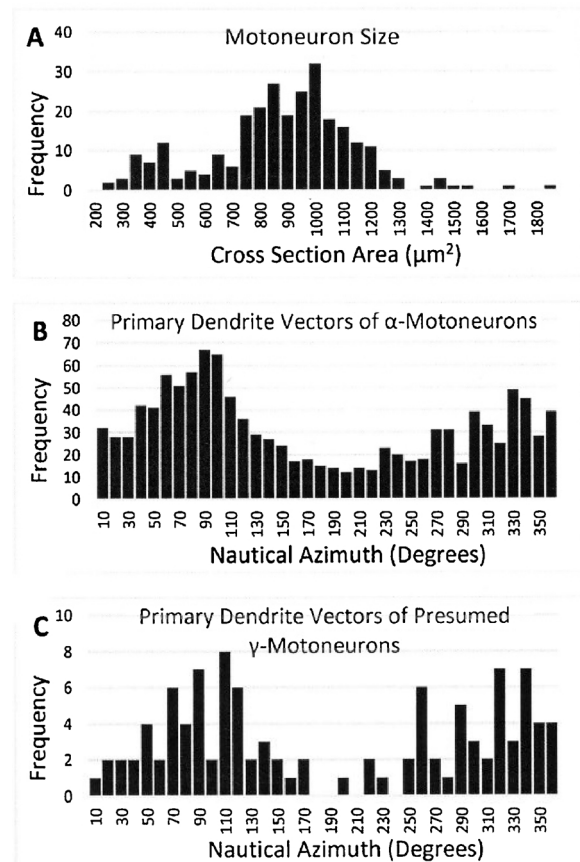 A
Motoneuron Size
40
30
20
10
0
Frequency
200 300 400 500 600 700 800 900 1000 1100 1200 1300 1400 1500 1600 1700 1800
Cross Section Area (µm²)
B
Primary Dendrite Vectors of α-Motoneurons
80
70
60
50
40
30
20
10
0
Frequency
10 30 50 70 90 110 130 150 170 190 210 230 250 270 290 310 330 350
Nautical Azimuth (Degrees)
C
Primary Dendrite Vectors of Presumed
γ-Motoneurons
10
8
6
4
2
0
Frequency
10 30 50 70 90 110 130 150 170 190 210 230 250 270 290 310 330 350
Nautical Azimuth (Degrees)